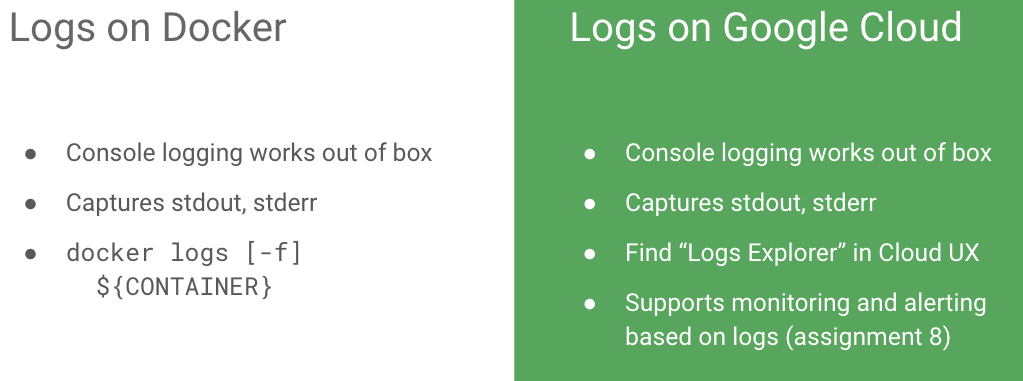 Logs on Docker
● Console logging works out of box
● Captures stdout, stderr
● docker logs [-f]
${CONTAINER}
Logs on Google Cloud
● Console logging works out of box
● Captures stdout, stderr
● Find “Logs Explorer” in Cloud UX
● Supports monitoring and alerting
based on logs (assignment 8)